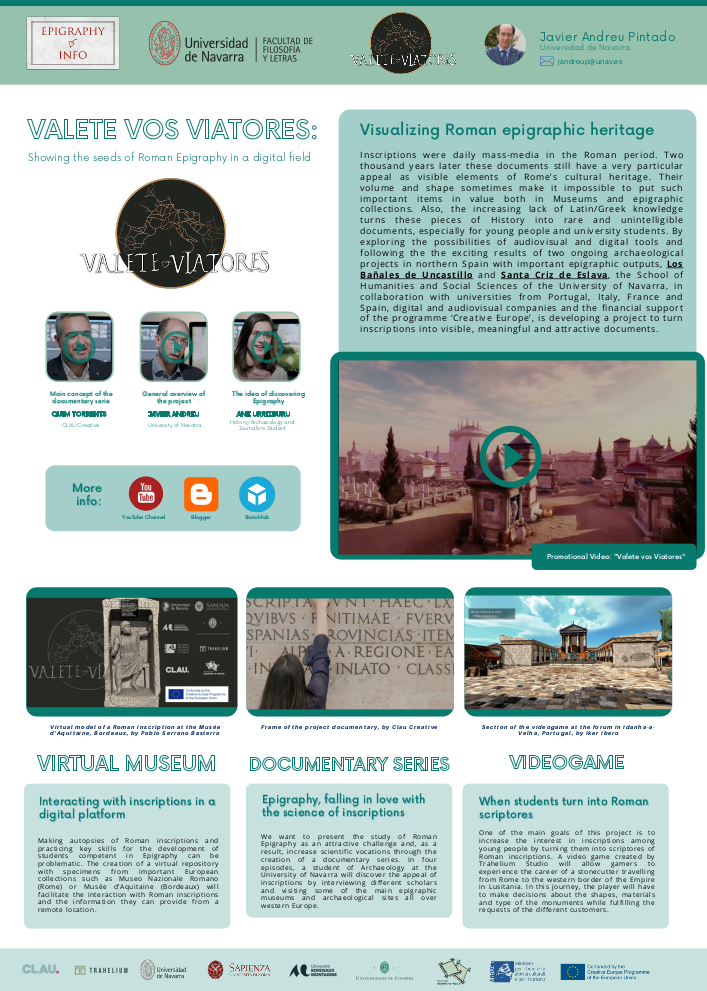 EPIGRAPHY
&
INFO
Universidad
de Navarra
FACULTAD DE
FILOSOFÍA
Y LETRAS
VALETE VOS VIATORES
Javier Andreu Pintado
Universidad de Navarra
jandreup@unav.es
VALETE VOS VIATORES:
Showing the seeds of Roman Epigraphy in a digital field
VALETE VOS VIATORES
Main concept of the
documentary serie
QUIM TORRENTS
CLAU Creative
General overview of
the project
JAVIER ANDREU
University of Navarra
The idea of discovering
Epigraphy
History/Archaeology and
Journalism Student
More
info:
You
Tube
YouTube Channel
Blogger
Sketchfab
Visualizing Roman epigraphic heritage
Inscriptions were daily mass-media in the Roman period. Two
thousand years later these documents still have a very particular
appeal as visible elements of Rome's cultural heritage. Their
volume and shape sometimes make it impossible to put such
important items in value both in Museums and epigraphic
collections. Also, the increasing lack of Latin/Greek knowledge
turns these pieces of History into rare and unintelligible
documents, especially for young people and university students. By
exploring the possibilities of audiovisual and digital tools and
following the the exciting results of two ongoing archaeological
projects in northern Spain with important epigraphic outputs, Los
Bañales de Uncastillo and Santa Criz de Eslava, the School of
Humanities and Social Sciences of the University of Navarra, in
collaboration with universities from Portugal, Italy, France and
Spain, digital and audiovisual companies and the financial support
of the programme 'Creative Europe', is developing a project to turn
inscriptions into visible, meaningful and attractive documents.
Promotional Video: "Valete vos Viatores"
VALETE VI
CLAU.
TRAHELIUM
SAPIENZA
Co-funded by the
Creative Europe Programme
of the European Union
SCRIPTA
VNT HAEC LX
QVIBVS · F
NITIMAE · FVERV
SPANIAS
ROVINCIAS · ITEM
A · REGIONE · EA
IN
INLATO · CLASSI
Virtual model of a Roman inscription at the Musée
d'Aquitaine, Bordeaux, by Pablo Serrano Basterra
Frame of the project documentary, by Clau Creative
Section of the videogame at the forum in Idanha-a-
Velha, Portugal, by Iker Ibero
VIRTUAL MUSEUM
Interacting with inscriptions in a
digital platform
Making autopsies of Roman inscriptions and
practicing key skills for the development of
students competent in Epigraphy can be
problematic. The creation of a virtual repository
with specimens from important European
collections such as Museo Nazionale Romano
(Rome) or Musée d'Aquitaine (Bordeaux) will
facilitate the interaction with Roman inscriptions
and the information they can provide from a
remote location.
DOCUMENTARY SERIES
Epigraphy, falling in love with
the science of inscriptions
We want to present the study of Roman
Epigraphy as an attractive challenge and, as a
result, increase scientific vocations through the
creation of a documentary series. In four
episodes, a student of Archaeology at the
University of Navarra will discover the appeal of
inscriptions by interviewing different scholars
and visiting some of the main epigraphic
museums and archaeological sites all over
western Europe.
VIDEOGAME
When students turn into Roman
scriptores
One of the main goals of this project is to
increase the interest in inscriptions among
young people by turning them into scriptores of
Roman inscriptions. A video game created by
Trahelium Studio will allow gamers to
experience the career of a stonecutter travelling
from Rome to the western border of the Empire
in Lusitania. In this journey, the player will have
to make decisions about the shapes, materials
and type of the monuments while fulfilling the
requests of the different customers.
CLAU.
TRAHELIUM
Universidad
de Navarra
SAPIENZA
UNIVERSITÀ DI ROMA
Université
BORDEAUX
MONTAIGNE
UNIVERSIDADE DE COIMBRA
Co-funded by the
Creative Europe Programme
of the European Union